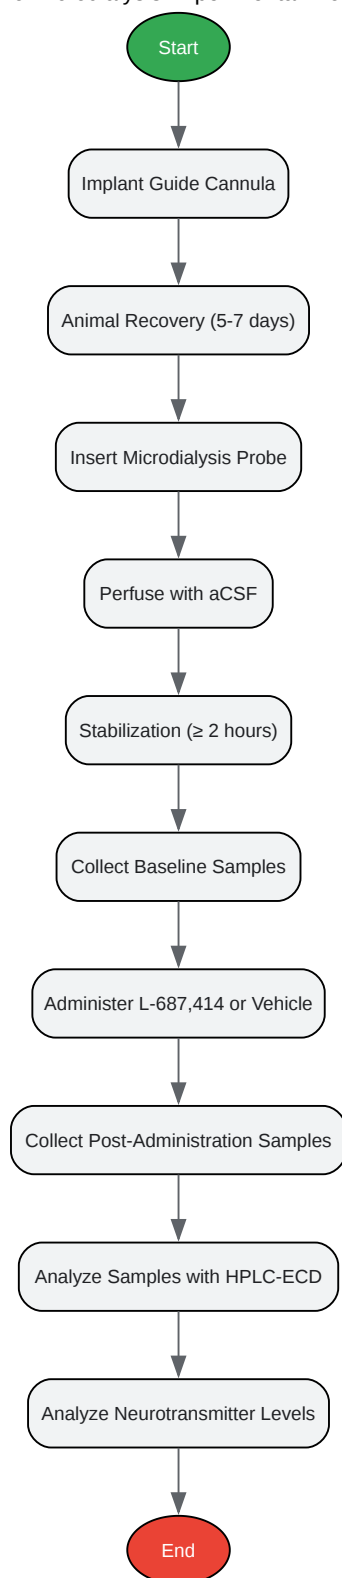 Start
Implant Guide Cannula
Animal Recovery (5-7 days)
Insert Microdialysis Probe
Perfuse with aCSF
Stabilization (≥ 2 hours)
Collect Baseline Samples
Administer L-687,414 or Vehicle
Collect Post-Administration Samples
Analyze Samples with HPLC-ECD
Analyze Neurotransmitter Levels
End